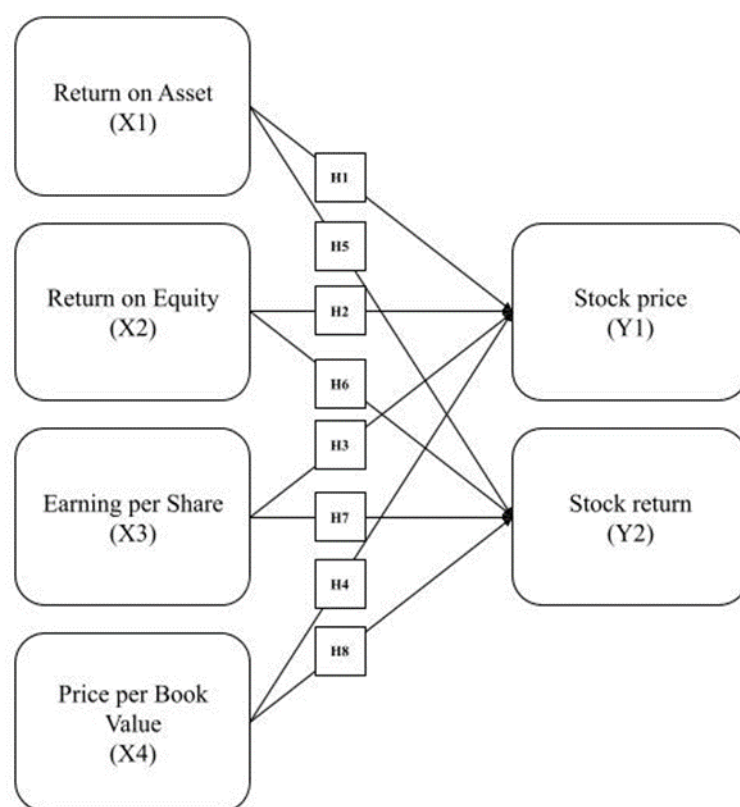 Return on Asset
(X1)
H1
H5
Return on Equity
(X2)
H2
Stock price
(Y1)
H6
H3
Earning per Share
(X3)
H7
Stock return
(Y2)
H4
H8
Price per Book
Value
(X4)